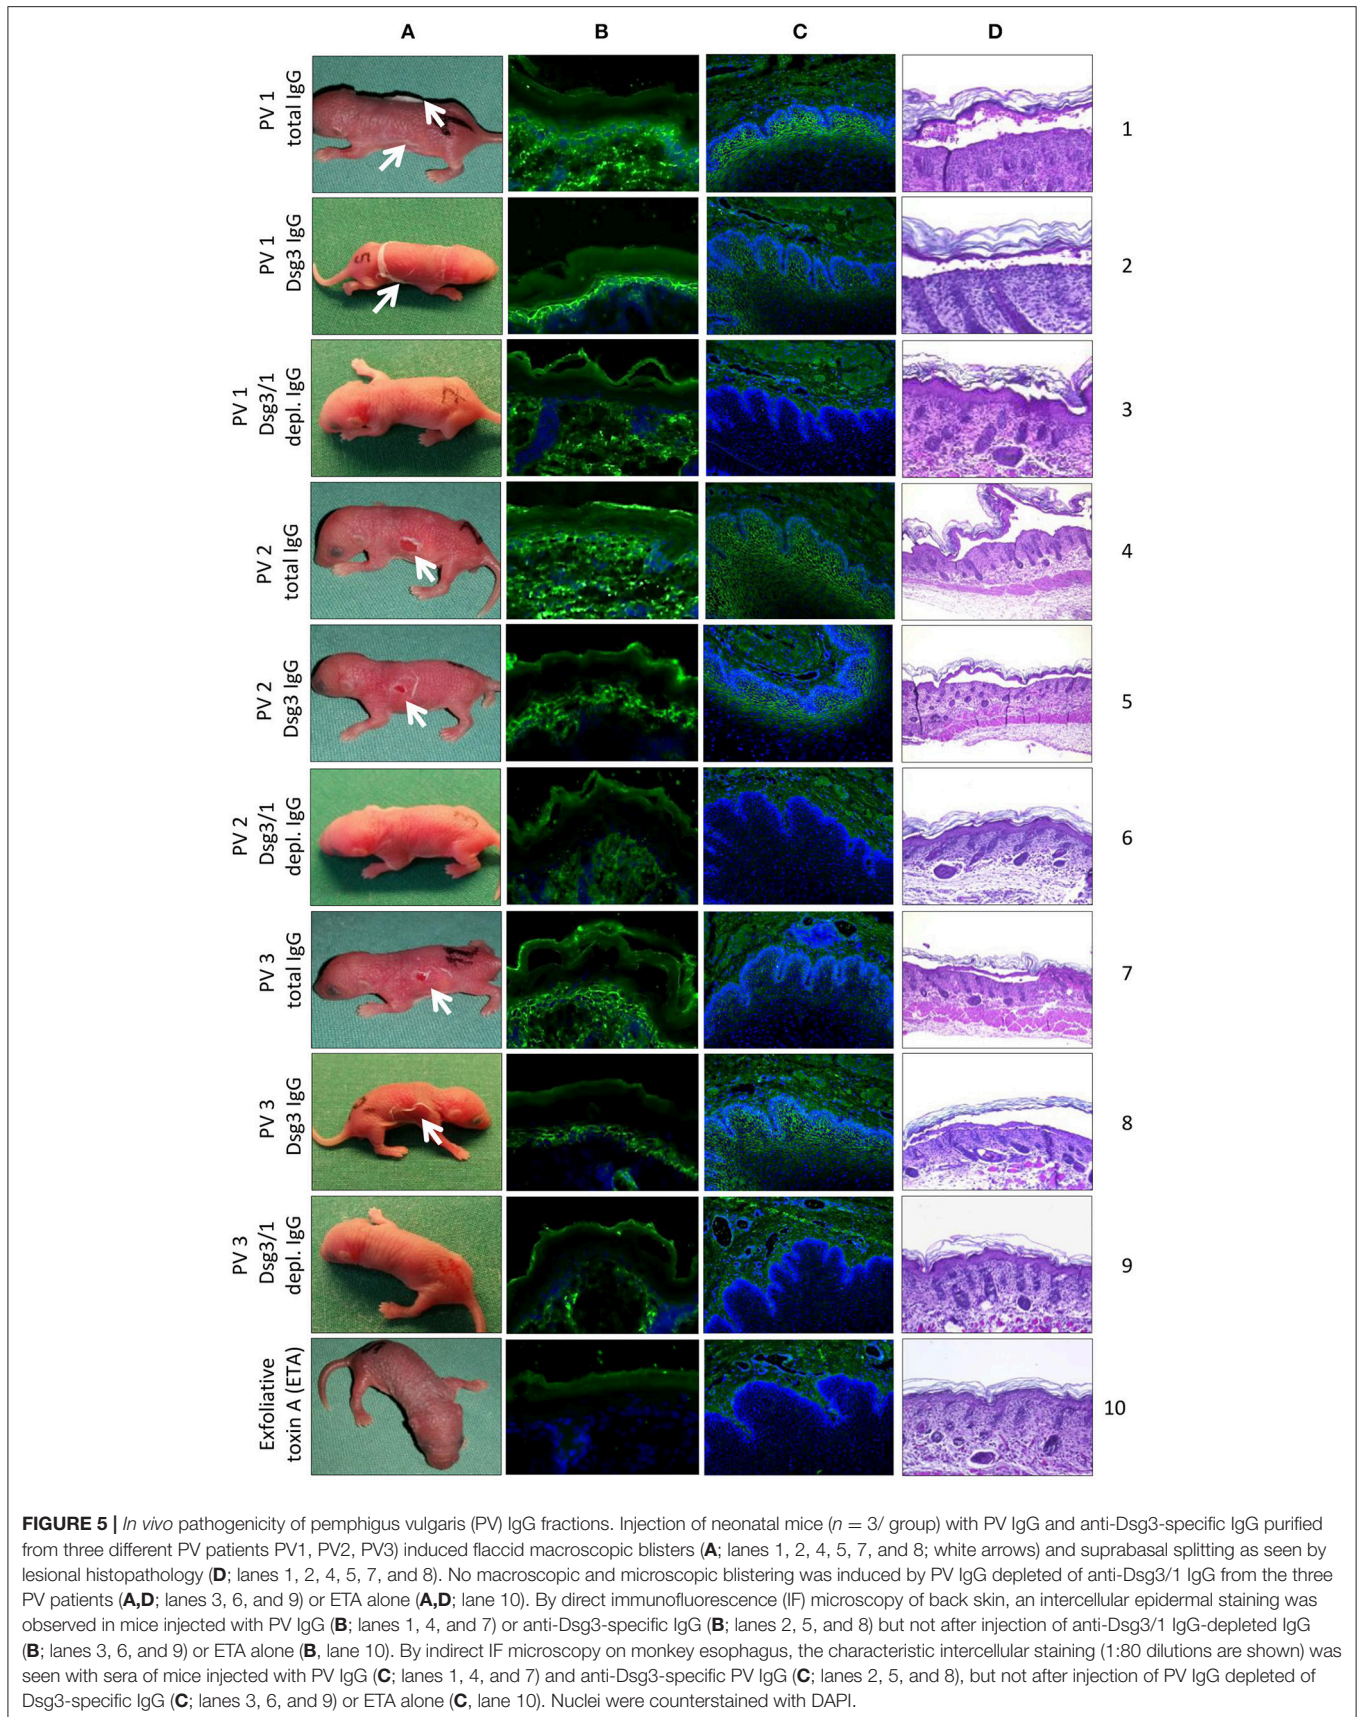 A B C D
PV 1
total IgG
1
PV 1
Dsg3 IgG
2
PV 1
Dsg3/1
depl. IgG
3
PV 2
total IgG
4
PV 2
Dsg3 IgG
5
PV 2
Dsg3/1
depl. IgG
6
PV 3
total IgG
7
PV 3
Dsg3 IgG
8
PV 3
Dsg3/1
depl. IgG
9
Exfoliative
toxin A (ETA)
10
FIGURE 5 | In vivo pathogenicity of pemphigus vulgaris (PV) IgG fractions. Injection of neonatal mice (n = 3/ group) with PV IgG and anti-Dsg3-specific IgG purified
from three different PV patients PV1, PV2, PV3) induced flaccid macroscopic blisters (A; lanes 1, 2, 4, 5, 7, and 8; white arrows) and suprabasal splitting as seen by
lesional histopathology (D; lanes 1, 2, 4, 5, 7, and 8). No macroscopic and microscopic blistering was induced by PV IgG depleted of anti-Dsg3/1 IgG from the three
PV patients (A,D; lanes 3, 6, and 9) or ETA alone (A,D; lane 10). By direct immunofluorescence (IF) microscopy of back skin, an intercellular epidermal staining was
observed in mice injected with PV IgG (B; lanes 1, 4, and 7) or anti-Dsg3-specific IgG (B; lanes 2, 5, and 8) but not after injection of anti-Dsg3/1 IgG-depleted IgG
(B; lanes 3, 6, and 9) or ETA alone (B, lane 10). By indirect IF microscopy on monkey esophagus, the characteristic intercellular staining (1:80 dilutions are shown) was
seen with sera of mice injected with PV IgG (C; lanes 1, 4, and 7) and anti-Dsg3-specific PV IgG (C; lanes 2, 5, and 8), but not after injection of PV IgG depleted of
Dsg3-specific IgG (C; lanes 3, 6, and 9) or ETA alone (C, lane 10). Nuclei were counterstained with DAPI.